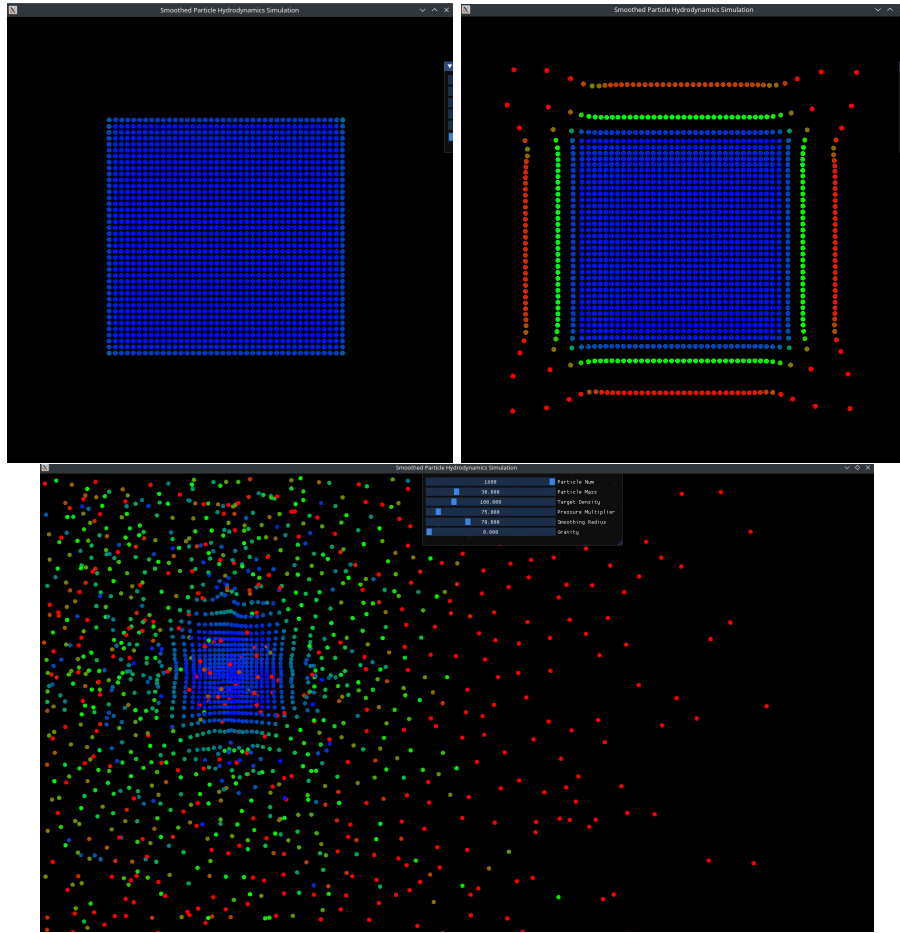 Smoothed Particle Hydrodynamics Simulation
Smoothed Particle Hydrodynamics Simulation
Smoothed Particle Hydrodynamics Simulation
1600 Particle Num
30.000 Particle Mass
100.000 Target Density
75.000 Pressure Multiplier
70.000 Smoothing Radius
0.000 Gravity